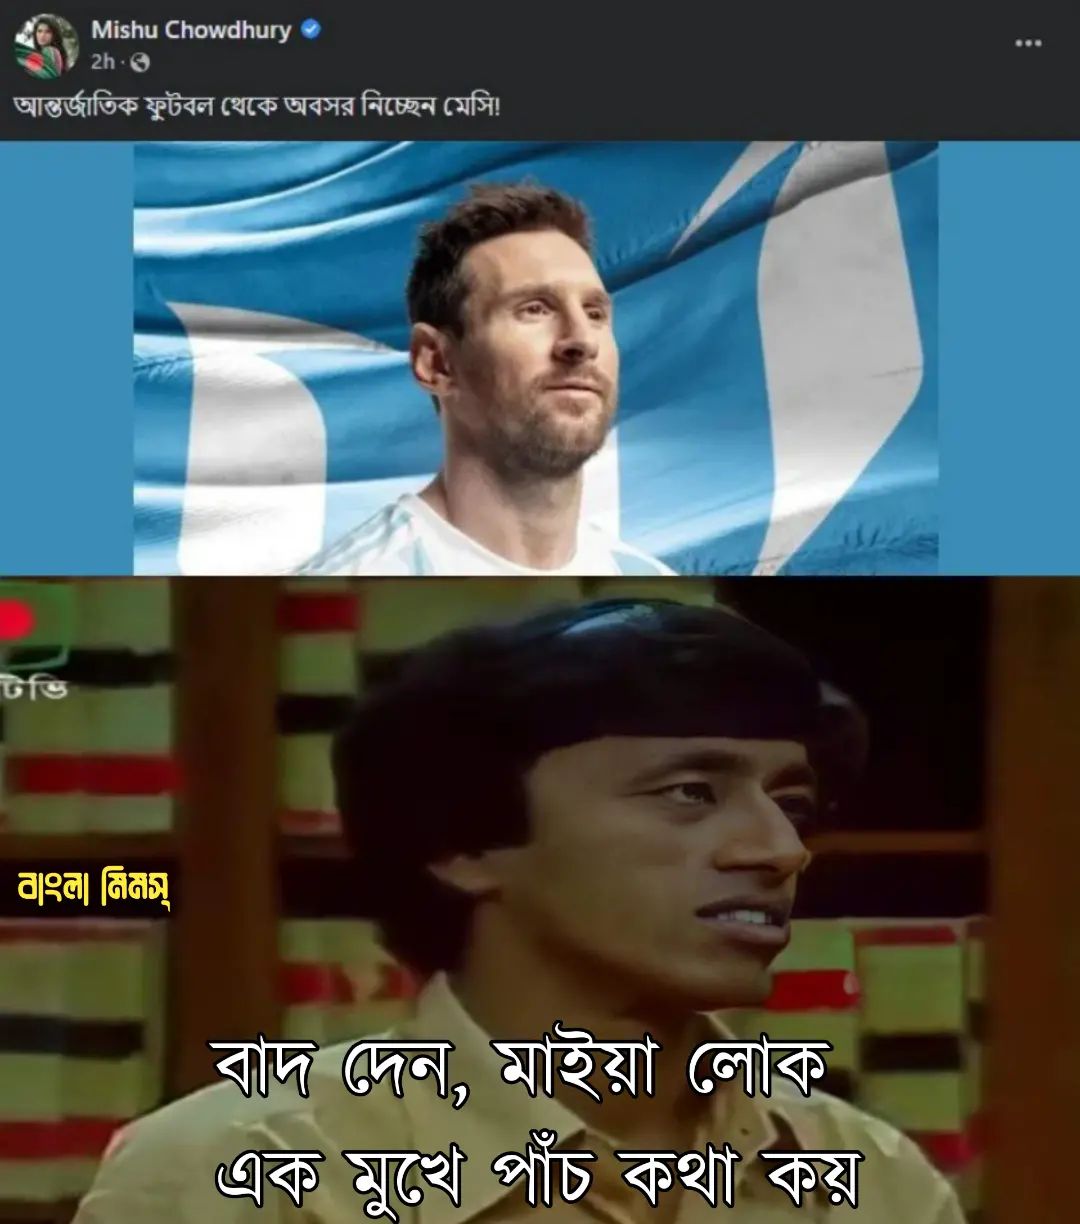 Mishu Chowdhury
2h ·
আন্তর্জাতিক ফুটবল থেকে অবসর নিচ্ছেন মেসি!
টিভি
বাংলা মিমস্
বাদ দেন, মাইয়া লোক
এক মুখে পাঁচ কথা কয়